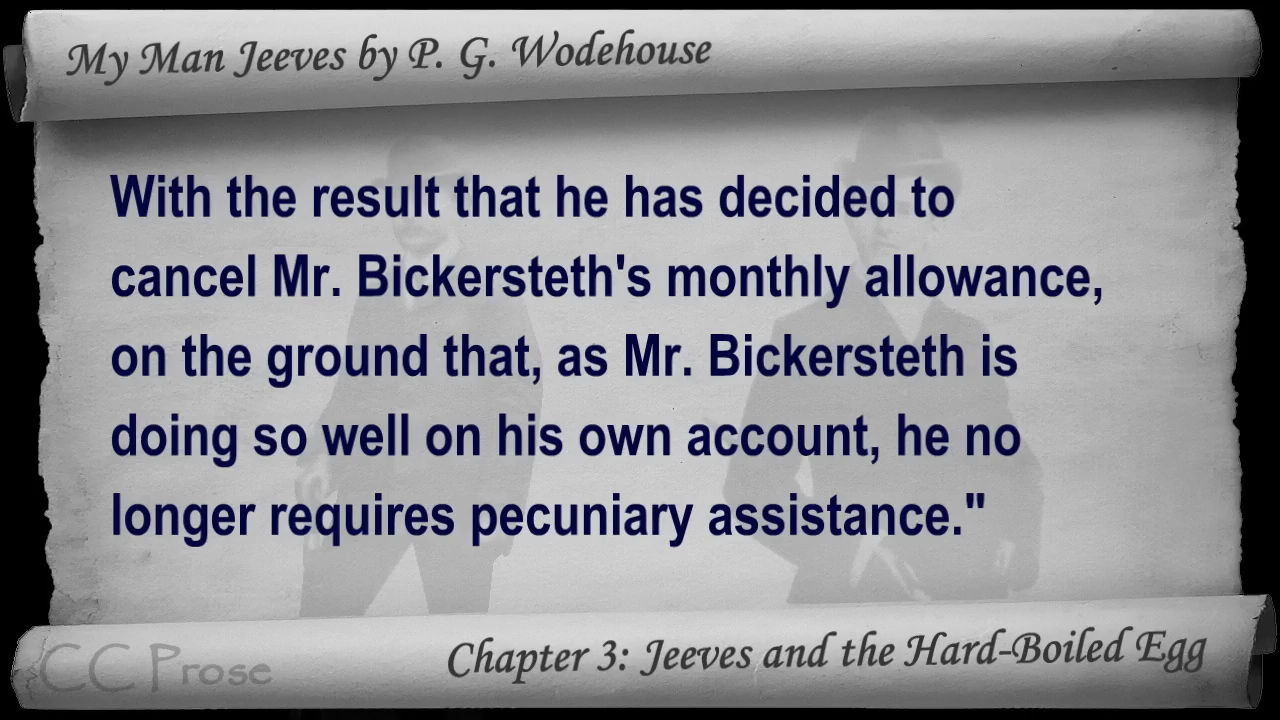 My Man Jeeves by P. G. Wodehouse
With the result that he has decided to
cancel Mr. Bickersteth's monthly allowance,
on the ground that, as Mr. Bickersteth is
doing so well on his own account, he no
longer requires pecuniary assistance."
Chapter 3: Jeeves and the Hard-Boiled Egg
CC Prose